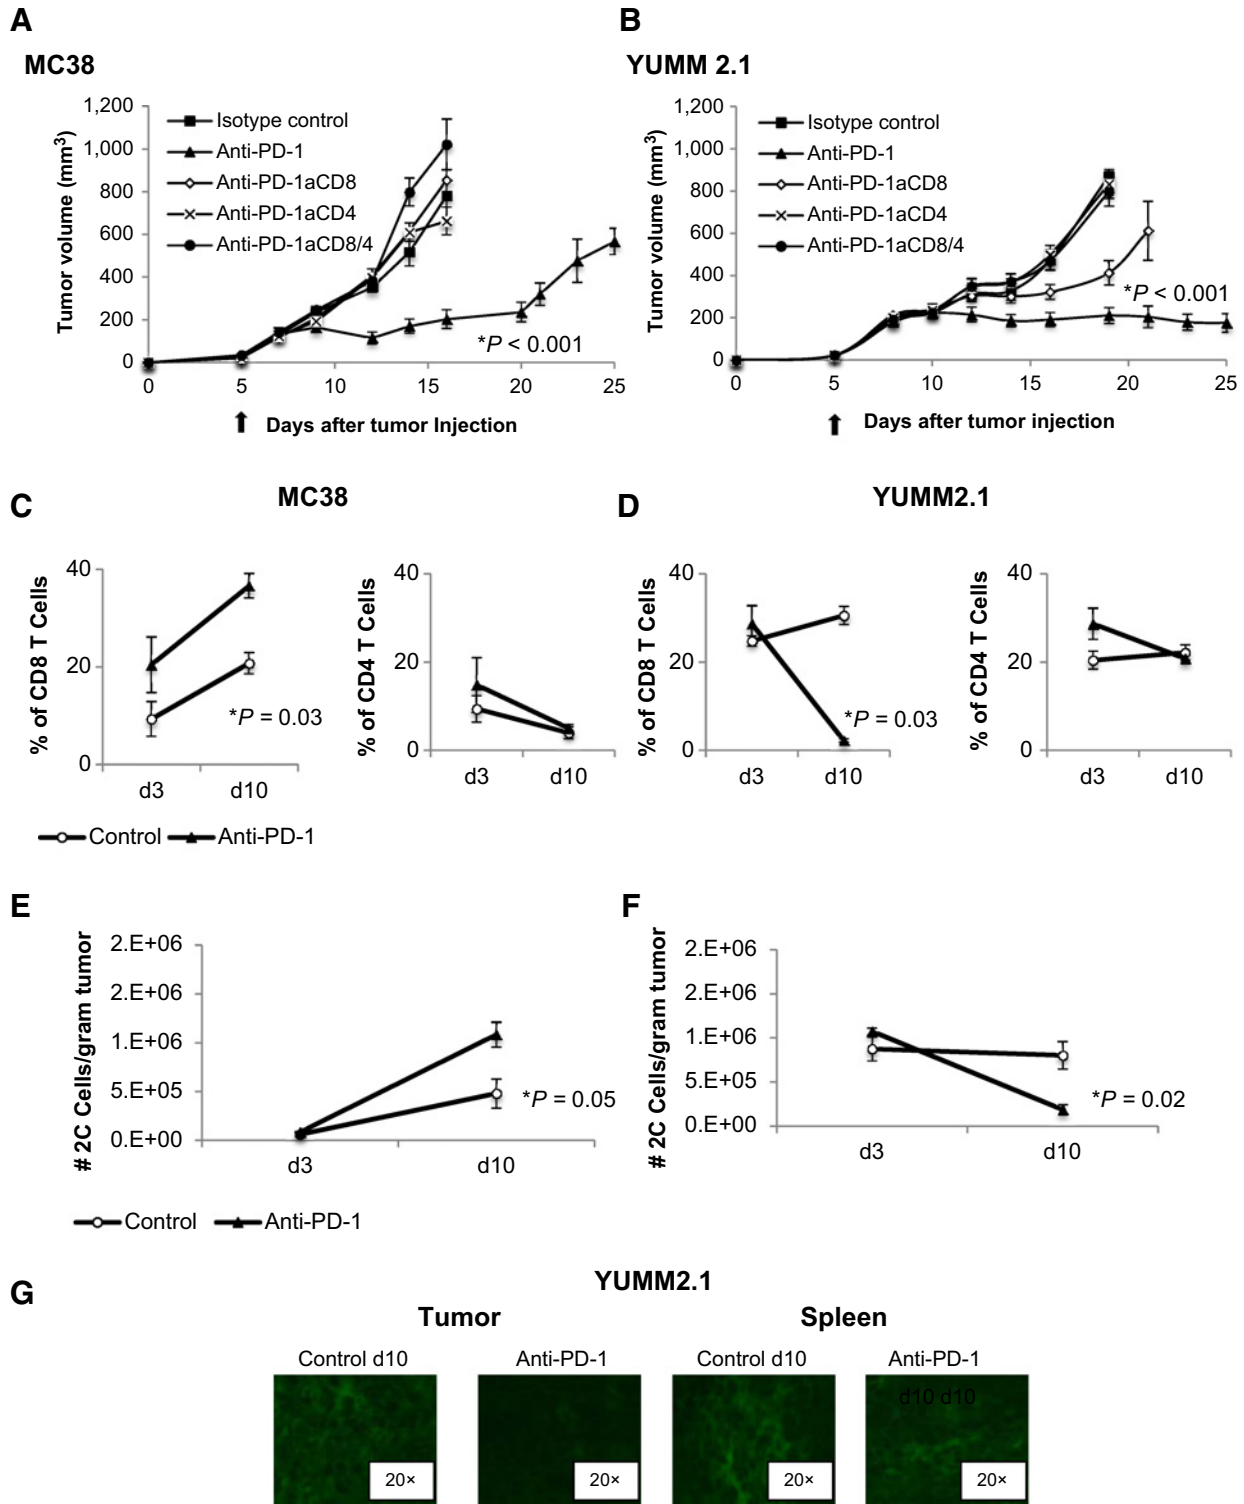 A
MC38
1,200
1,000
800
600
400
200
0
Tumor volume (mm³)
Isotype control
Anti-PD-1
Anti-PD-1aCD8
Anti-PD-1aCD4
Anti-PD-1aCD8/4
*P < 0.001
0 5 10 15 20 25
Days after tumor Injection
B
YUMM 2.1
1,200
1,000
800
600
400
200
0
Tumor volume (mm³)
Isotype control
Anti-PD-1
Anti-PD-1aCD8
Anti-PD-1aCD4
Anti-PD-1aCD8/4
*P < 0.001
0 5 10 15 20 25
Days after tumor injection
C
MC38
% of CD8 T Cells
40
20
0
*P = 0.03
d3 d10
% of CD4 T Cells
40
20
0
d3 d10
Control Anti-PD-1
D
YUMM2.1
% of CD8 T Cells
40
20
0
*P = 0.03
d3 d10
% of CD4 T Cells
40
20
0
d3 d10
E
# 2C Cells/gram tumor
2.E+06
2.E+06
1.E+06
5.E+05
0.E+00
*P = 0.05
d3 d10
Control Anti-PD-1
F
# 2C Cells/gram tumor
2.E+06
2.E+06
1.E+06
5.E+05
0.E+00
*P = 0.02
d3 d10
G
YUMM2.1
Tumor Spleen
Control d10 Anti-PD-1 Control d10 Anti-PD-1
d10 d10
20× 20× 20× 20×